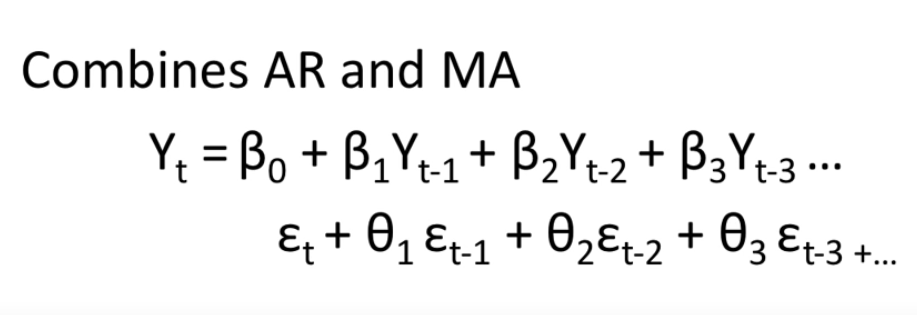 Combines AR and MA
Yₜ = β₀ + β₁Yₜ₋₁ + β₂Yₜ₋₂ + β₃Yₜ₋₃ ...
εₜ + θ₁ εₜ₋₁ + θ₂εₜ₋₂ + θ₃ εₜ₋₃ +...